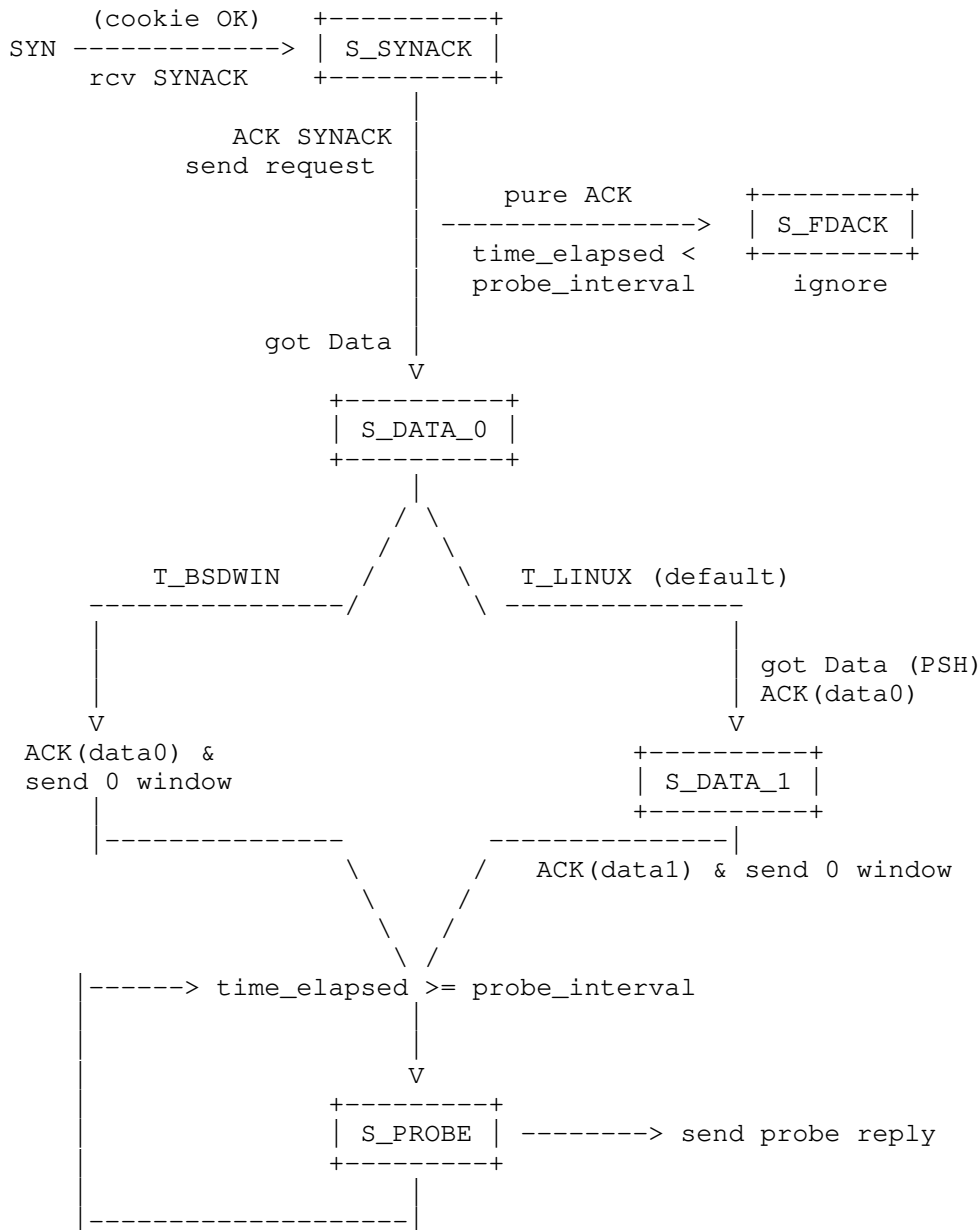 (cookie OK)
SYN -------------> | S_SYNACK |
rcv SYNACK
ACK SYNACK
send request
pure ACK
----------------> | S_FDACK |
time_elapsed <
probe_interval ignore
got Data
V
| S_DATA_0 |
T_BSDWIN T_LINUX (default)
got Data (PSH)
ACK(data0)
V V
ACK(data0) &
send 0 window | S_DATA_1 |
ACK(data1) & send 0 window
|------> time_elapsed >= probe_interval
V
| S_PROBE | --------> send probe reply